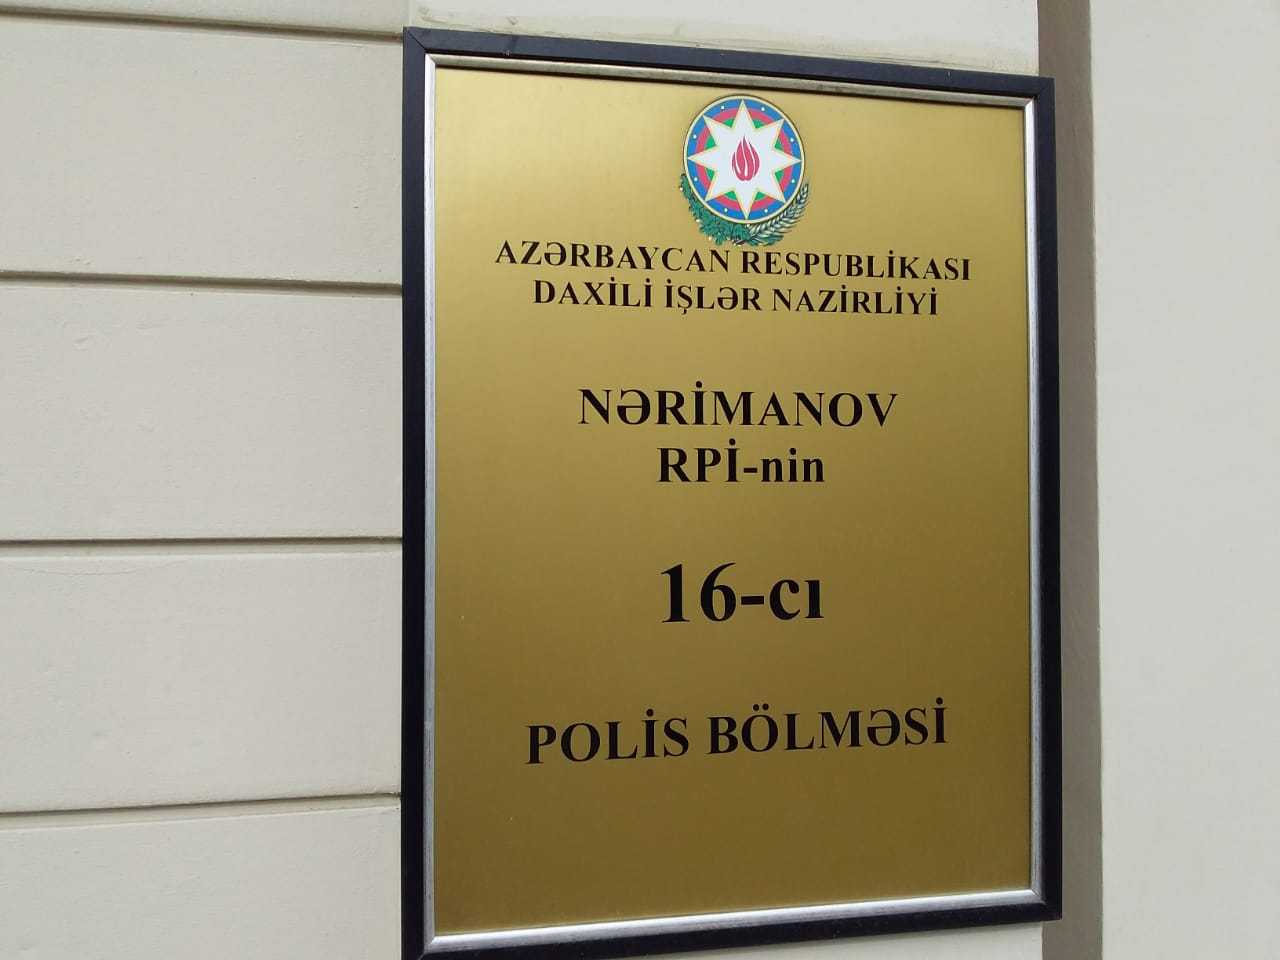 AZƏRBAYCAN RESPUBLİKASI
DAXİLİ İŞLƏR NAZİRLİYİ
NƏRİMANOV
RPİ-nin
16-cı
POLİS BÖLMƏSİ